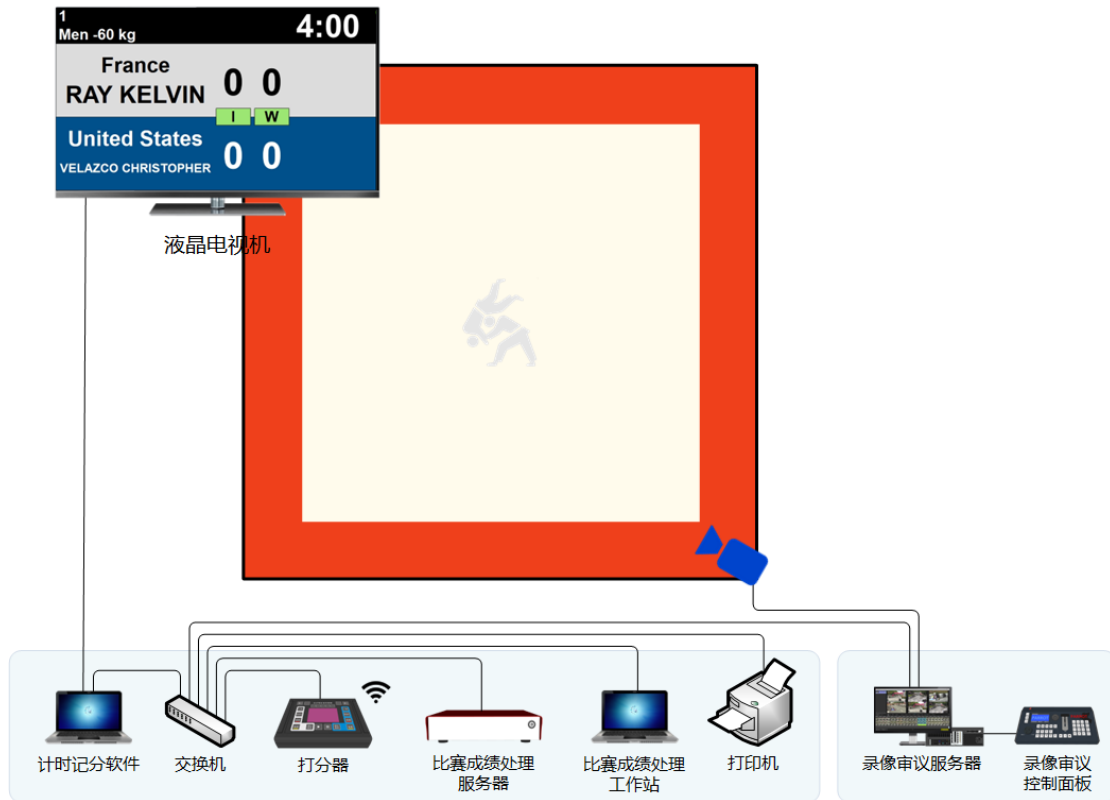 1
Men -60 kg
4:00
France
RAY KELVIN
0 0
I W
United States
VELAZCO CHRISTOPHER
0 0
液晶电视机
计时记分软件
交换机
打分器
比赛成绩处理
服务器
比赛成绩处理
工作站
打印机
录像审议服务器
录像审议
控制面板